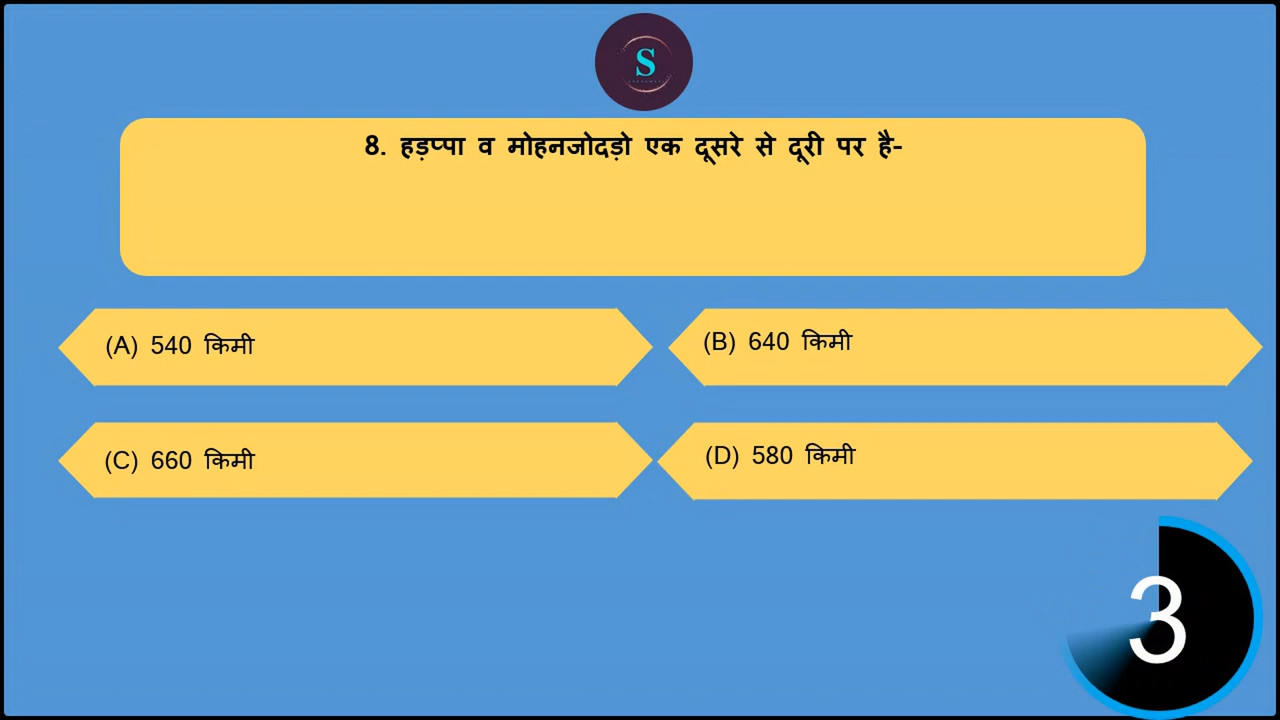 S
8. हड़प्पा व मोहनजोदड़ो एक दूसरे से दूरी पर है-
(A) 540 किमी
(B) 640 किमी
(C) 660 किमी
(D) 580 किमी
3